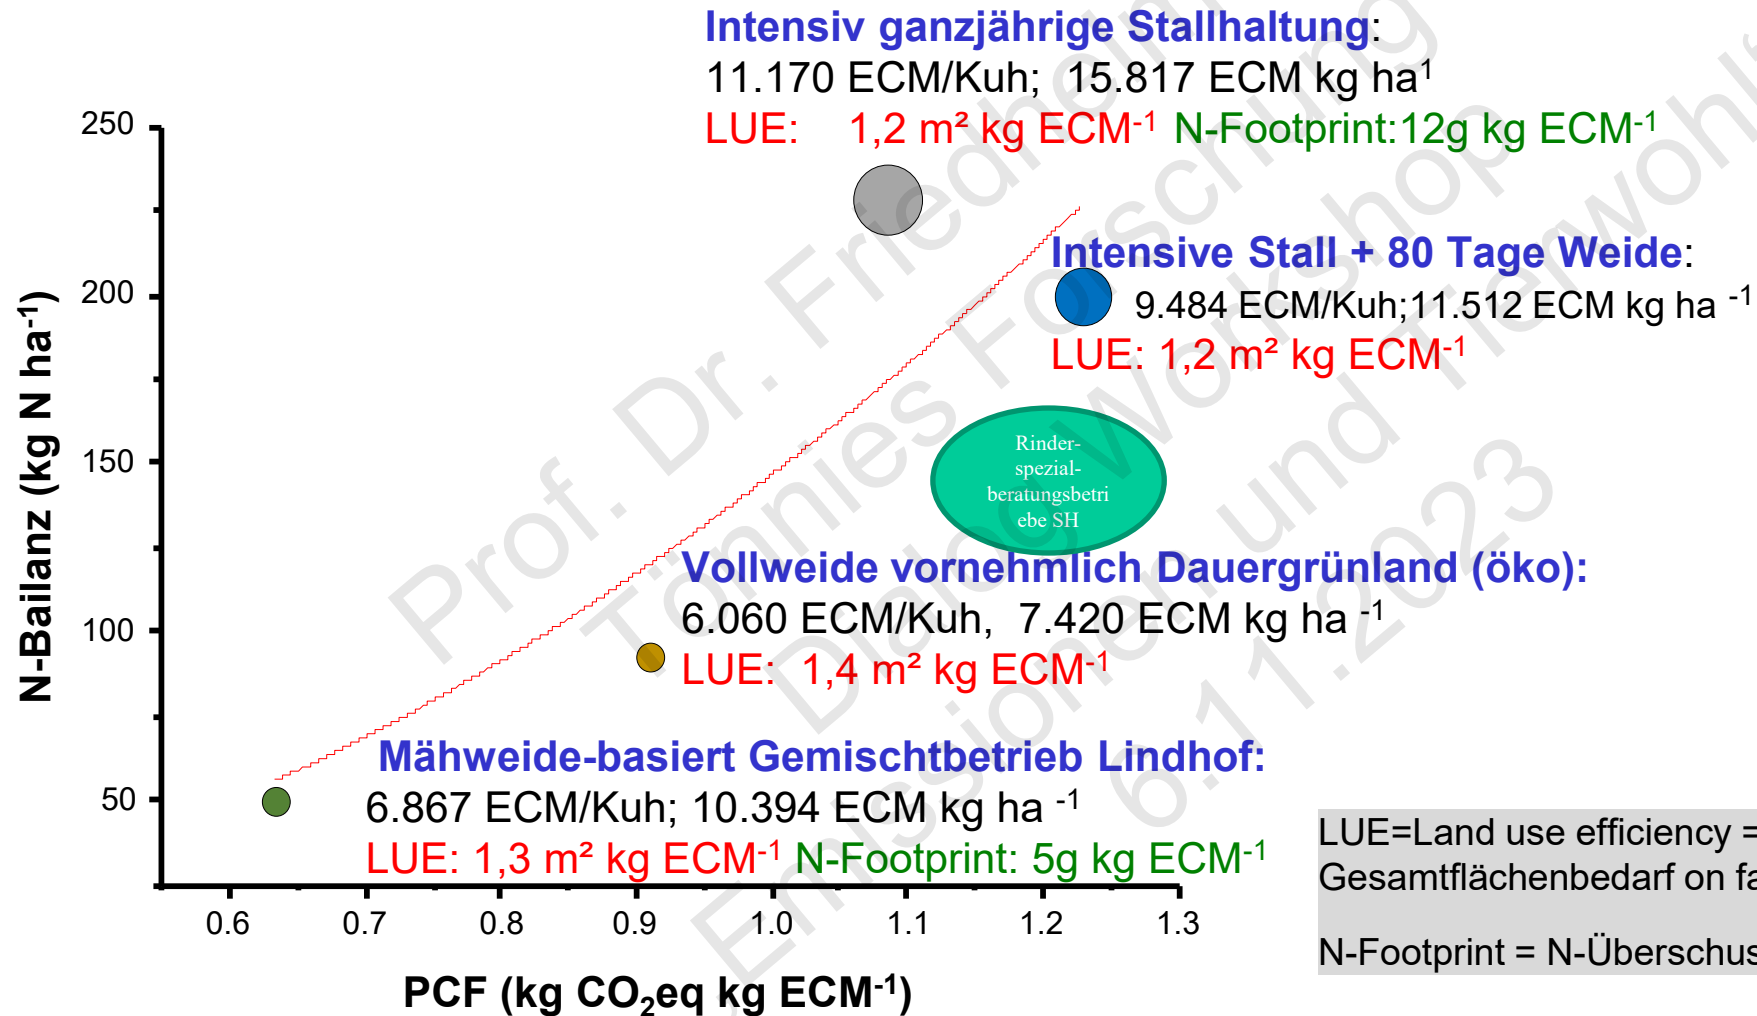 Intensiv ganzjährige Stallhaltung:
11.170 ECM/Kuh; 15.817 ECM kg ha¹
LUE: 1,2 m² kg ECM⁻¹ N-Footprint:12g kg ECM⁻¹
250
200
150
100
50
N-Bailanz (kg N ha⁻¹)
Intensive Stall + 80 Tage Weide:
9.484 ECM/Kuh;11.512 ECM kg ha ⁻¹
LUE: 1,2 m² kg ECM⁻¹
Rinder-
spezial-
beratungsbetri
ebe SH
Vollweide vornehmlich Dauergrünland (öko):
6.060 ECM/Kuh, 7.420 ECM kg ha ⁻¹
LUE: 1,4 m² kg ECM⁻¹
Mähweide-basiert Gemischtbetrieb Lindhof:
6.867 ECM/Kuh; 10.394 ECM kg ha ⁻¹
LUE: 1,3 m² kg ECM⁻¹ N-Footprint: 5g kg ECM⁻¹
0.6 0.7 0.8 0.9 1.0 1.1 1.2 1.3
PCF (kg CO₂eq kg ECM⁻¹)
LUE=Land use efficiency =
Gesamtflächenbedarf on fa
N-Footprint = N-Überschus
Prof. Dr. Friedhelm
Tönnies Forschung
Dialog Workshop
Emissionen und Tierwohl
6.11.2023